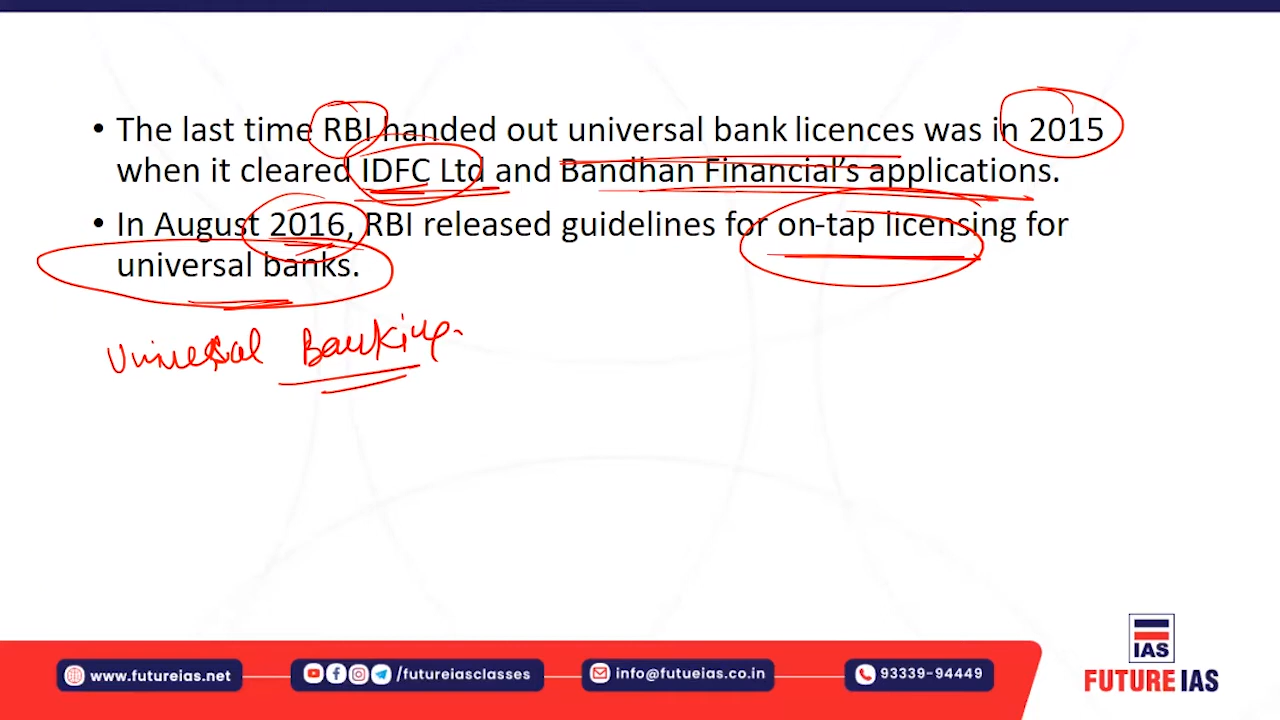 • The last time RBI handed out universal bank licences was in 2015
when it cleared IDFC Ltd and Bandhan Financial's applications.
• In August 2016, RBI released guidelines for on-tap licensing for
universal banks.
Universal Banking.
IAS
FUTURE IAS
www.futureias.net
/futureiasclasses
info@futueias.co.in
93339-94449